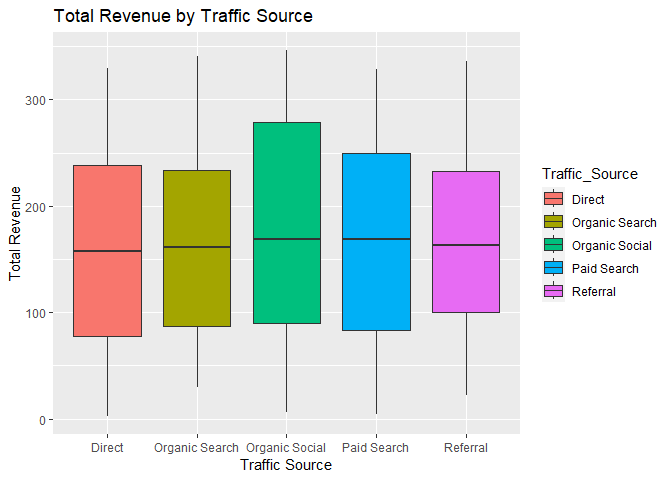 Total Revenue by Traffic Source
300
200
100
0
Total Revenue
Direct
Organic Search
Organic Social
Paid Search
Referral
Traffic Source
Traffic_Source
Direct
Organic Search
Organic Social
Paid Search
Referral